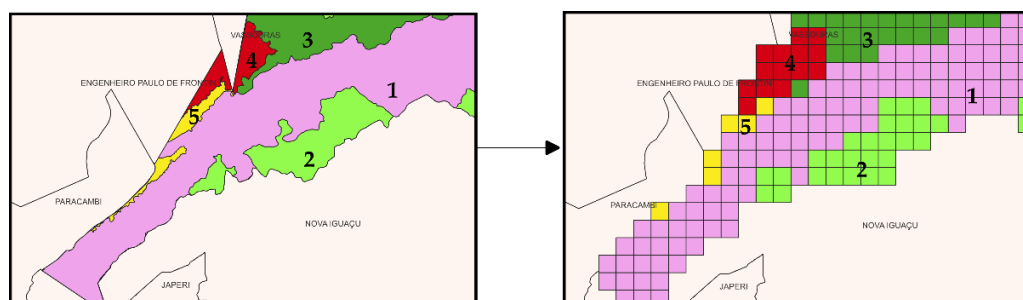 VASSOURAS
3
4
ENGENHEIRO PAULO DE FRONTIN
1
5
2
PARACAMBI
NOVA IGUAÇU
JAPERI
VASSOURAS
3
4
ENGENHEIRO PAULO DE FRONTIN
1
5
2
PARACAMBI
NOVA IGUAÇU
JAPERI